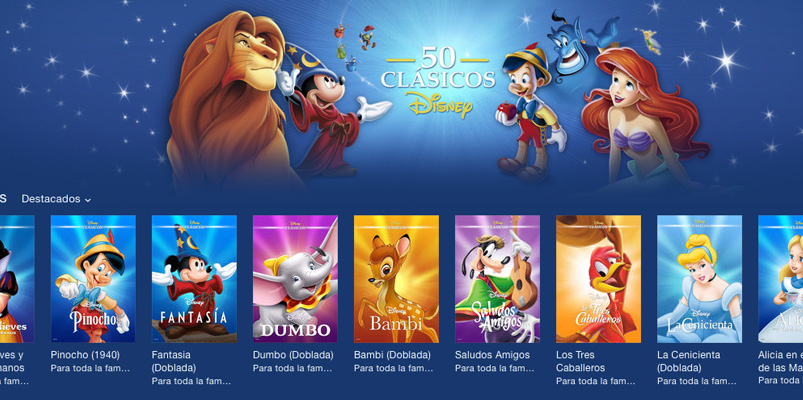 50
CLÁSICOS
Disney
S
Destacados
CLÁSICOS
Disney
Pinocho
CLÁSICOS
Disney
FANTASÍA
CLÁSICOS
Disney
DUMBO
CLÁSICOS
Disney
Bambi
CLÁSICOS
Disney
Saludos
Amigos
CLÁSICOS
Disney
Los Tres
Caballeros
CLÁSICOS
Disney
La Cenicienta
ieves
ves y
anos
a fam…
Pinocho (1940)
Para toda la fam…
Fantasia
(Doblada)
Para toda la fam…
Dumbo (Doblada)
Para toda la fam…
Bambi (Doblada)
Para toda la fam…
Saludos Amigos
Para toda la fam…
Los Tres
Caballeros
Para toda la fam…
La Cenicienta
(Doblada)
Para toda la fam…
Alicia en e
de las Ma
Para toda